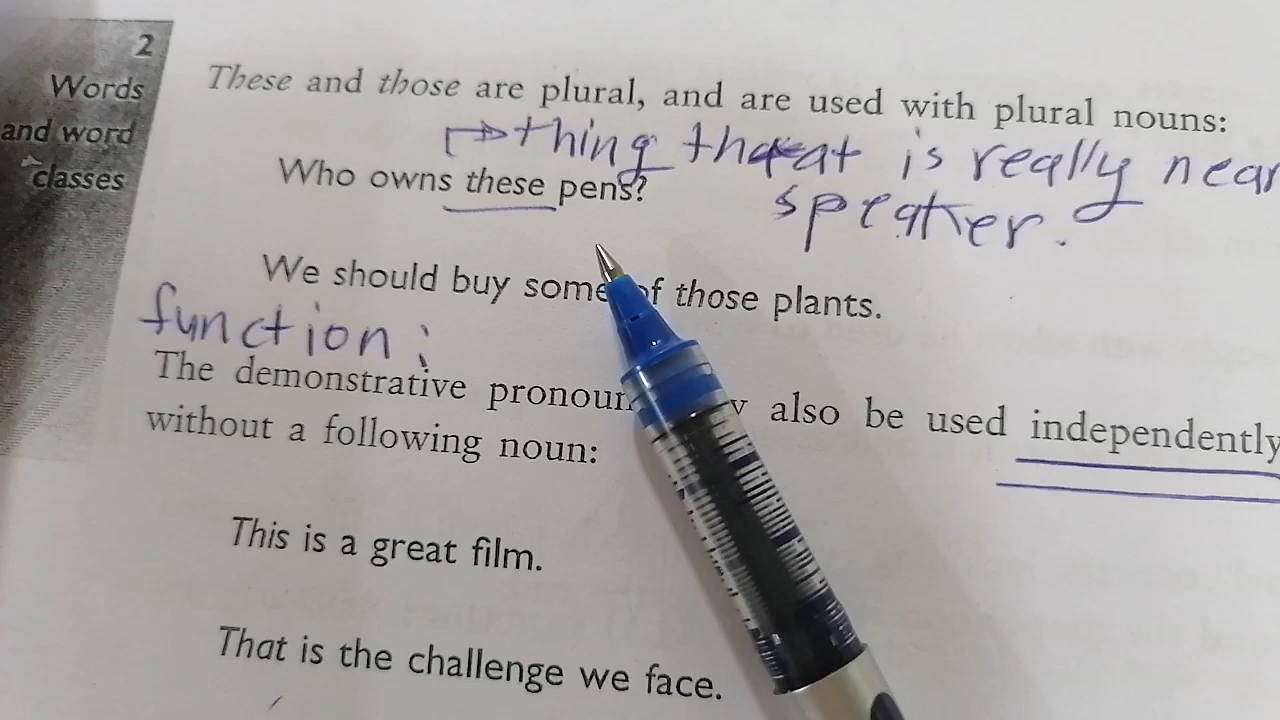 2
Words
and word
classes
These and those are plural, and are used with plural nouns:
thing that is really near
Who owns these pens?
speaker.
We should buy some of those plants.
function:
The demonstrative also be used independently
without a following noun:
This is a great film.
That is the challenge we face.